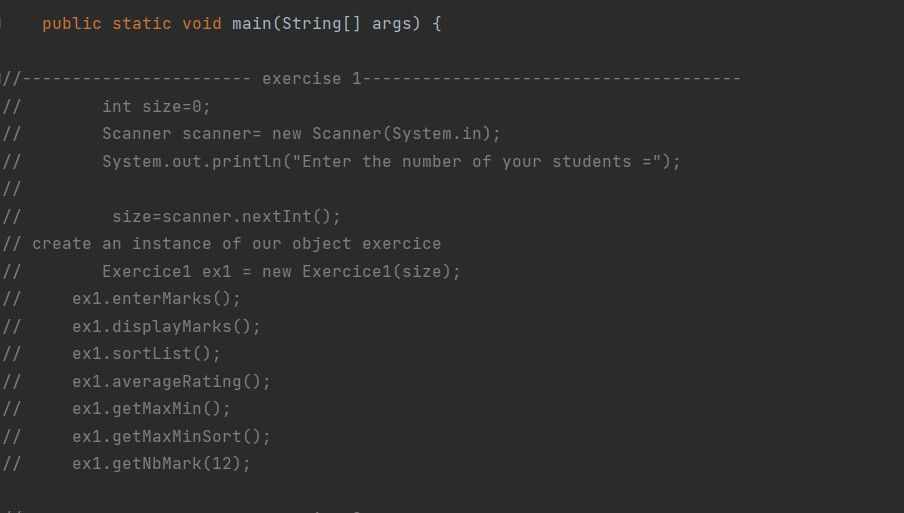 public static void main(String[] args) {
//----------------------- exercise 1--------------------------------------
// int size=0;
// Scanner scanner= new Scanner(System.in);
// System.out.println("Enter the number of your students =");
//
// size=scanner.nextInt();
// create an instance of our object exercice
// Exercice1 ex1 = new Exercice1(size);
// ex1.enterMarks();
// ex1.displayMarks();
// ex1.sortList();
// ex1.averageRating();
// ex1.getMaxMin();
// ex1.getMaxMinSort();
// ex1.getNbMark(12);